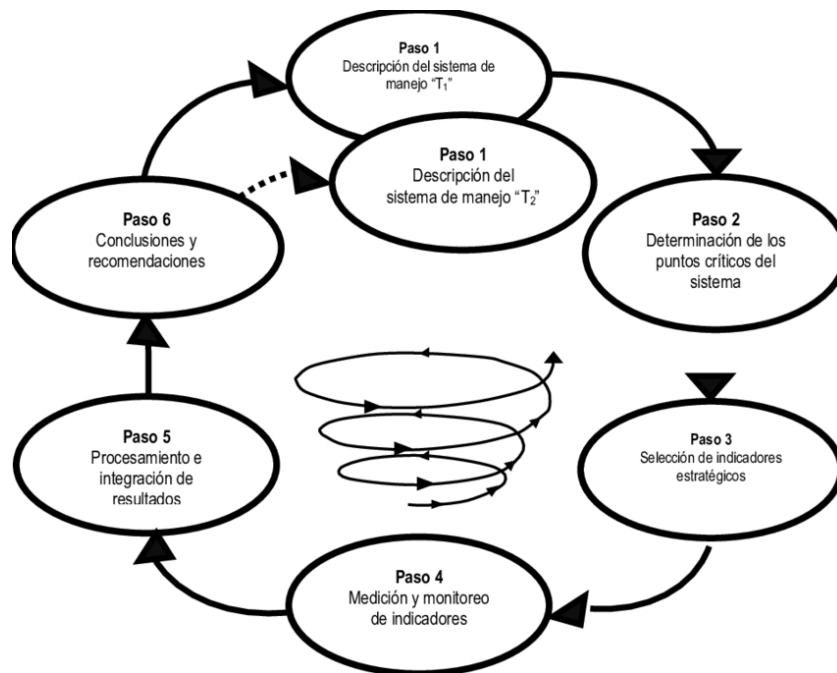 Paso 1
Descripción del sistema de
manejo “T₁”
Paso 1
Descripción del
sistema de manejo “T₂”
Paso 2
Determinación de los
puntos críticos del
sistema
Paso 3
Selección de indicadores
estratégicos
Paso 4
Medición y monitoreo
de indicadores
Paso 5
Procesamiento e
integración de
resultados
Paso 6
Conclusiones y
recomendaciones